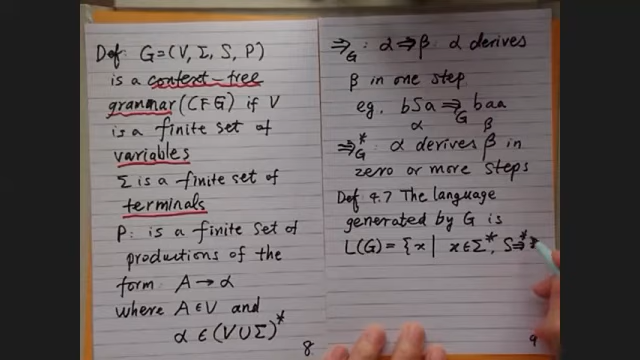 Def: G=(V, Σ, S, P)
is a context-free
grammar (CFG) if V
is a finite set of
variables
Σ is a finite set of
terminals
P: is a finite set of
productions of the
form A → α
where A ∈ V and
α ∈ (V ∪ Σ)*
8
⇒G : α ⇒ β : α derives
β in one step
eg. bSa ⇒G baa
α β
⇒*G : α derives β in
zero or more steps
Def 4.7 The language
generated by G is
L(G) = { x | x ∈ Σ*, S ⇒*
9